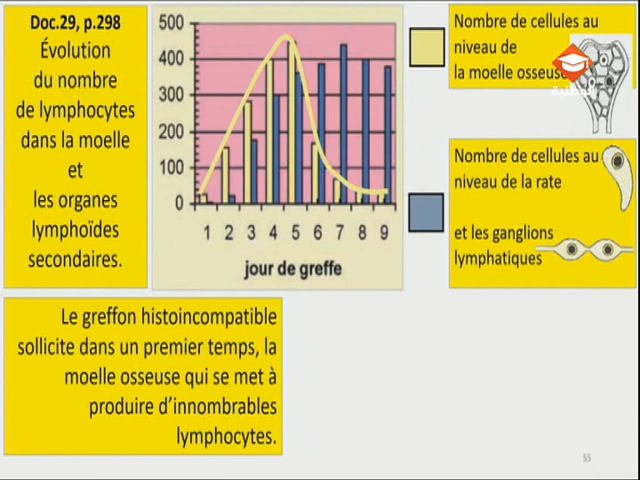 Doc.29, p.298
Évolution
du nombre
de lymphocytes
dans la moelle
et
les organes
lymphoïdes
secondaires.
500
400
300
200
100
0
1 2 3 4 5 6 7 8 9
jour de greffe
Nombre de cellules au
niveau de
la moelle osseuse
Nombre de cellules au
niveau de la rate
et les ganglions
lymphatiques
Le greffon histoincompatible
sollicite dans un premier temps, la
moelle osseuse qui se met à
produire d’innombrables
lymphocytes.
55